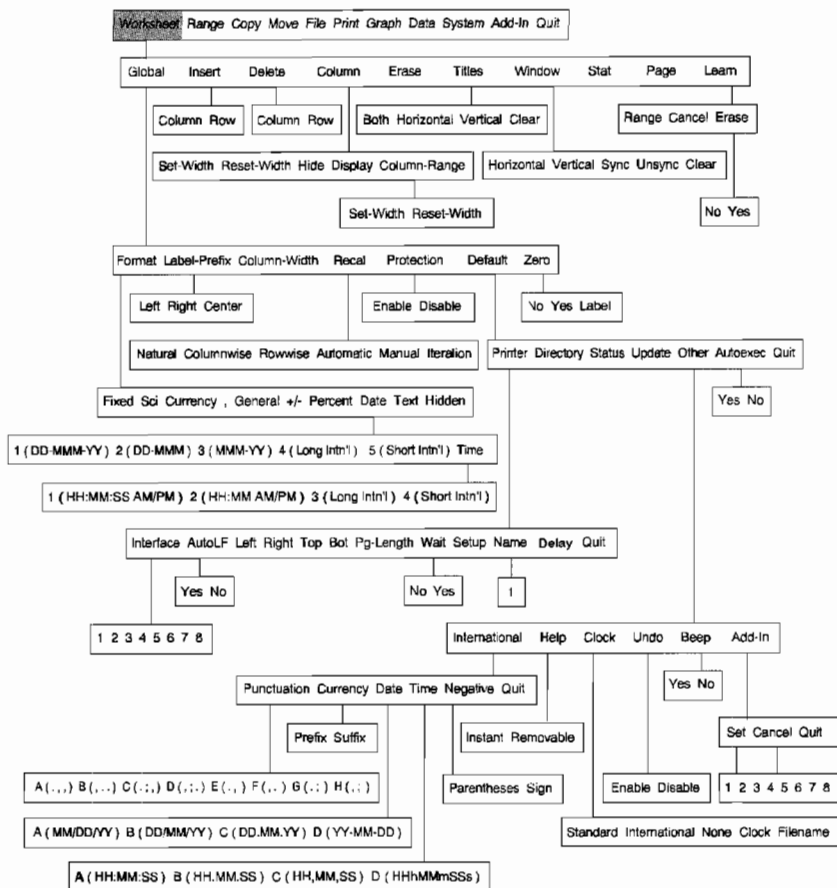 Worksheet Range Copy Move File Print Graph Data System Add-In Quit
Global Insert Delete Column Erase Titles Window Stat Page Learn
Column Row
Column Row
Both Horizontal Vertical Clear
Range Cancel Erase
Set-Width Reset-Width Hide Display Column-Range
Horizontal Vertical Sync Unsync Clear
Set-Width Reset-Width
No Yes
Format Label-Prefix Column-Width Recal Protection Default Zero
Left Right Center
Enable Disable
No Yes Label
Natural Columnwise Rowwise Automatic Manual Iteration
Printer Directory Status Update Other Autoexec Quit
Fixed Sci Currency , General +/- Percent Date Text Hidden
Yes No
1 (DD-MMM-YY) 2 (DD-MMM) 3 (MMM-YY) 4 (Long Intn'l) 5 (Short Intn'l) Time
1 (HH:MM:SS AM/PM) 2 (HH:MM AM/PM) 3 (Long Intn'l) 4 (Short Intn'l)
Interface AutoLF Left Right Top Bot Pg-Length Wait Setup Name Delay Quit
Yes No
No Yes
1
1 2 3 4 5 6 7 8
International Help Clock Undo Beep Add-In
Yes No
Punctuation Currency Date Time Negative Quit
Prefix Suffix
Instant Removable
Set Cancel Quit
A (.,,) B (,..) C (.;,) D (,;.) E (.,) F (,.) G (.;) H (,;)
Parentheses Sign
Enable Disable
1 2 3 4 5 6 7 8
A (MM/DD/YY) B (DD/MM/YY) C (DD.MM.YY) D (YY-MM-DD)
Standard International None Clock Filename
A (HH:MM:SS) B (HH.MM.SS) C (HH,MM,SS) D (HHhMMmSSs)